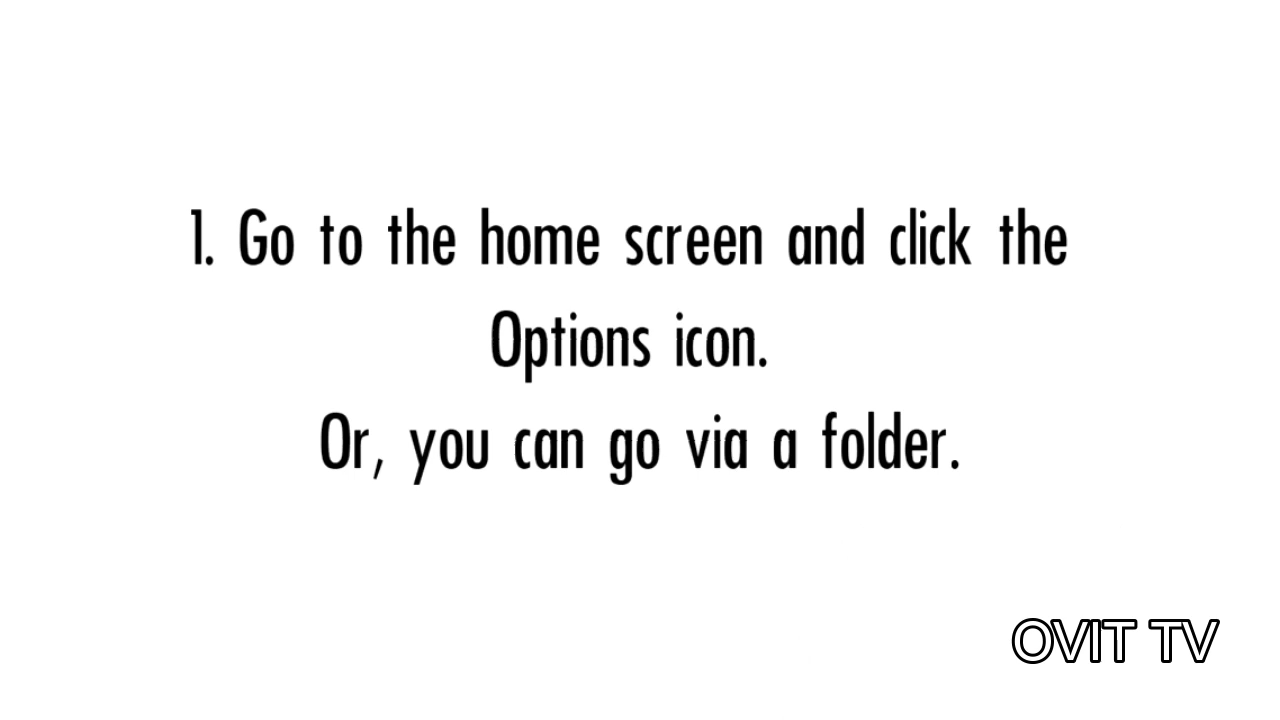 1. Go to the home screen and click the
Options icon.
Or, you can go via a folder.
OVIT TV